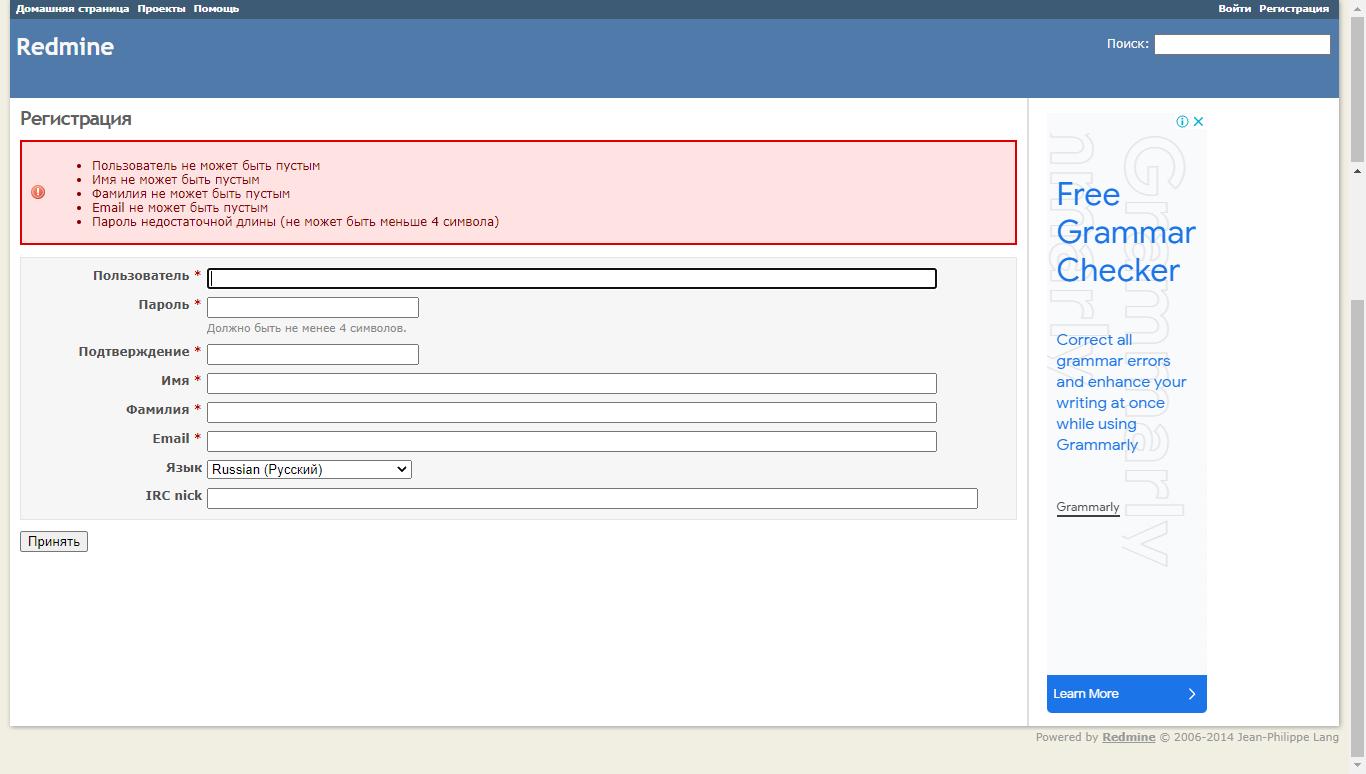 Домашняя страница Проекты Помощь
Войти Регистрация
Redmine
Поиск:
Регистрация
Пользователь не может быть пустым
Имя не может быть пустым
Фамилия не может быть пустым
Email не может быть пустым
Пароль недостаточной длины (не может быть меньше 4 символа)
Пользователь *
Пароль *
Должно быть не менее 4 символов.
Подтверждение *
Имя *
Фамилия *
Email *
Язык Russian (Русский)
IRC nick
Принять
Grammarly
Free
Grammar
Checker
Correct all
grammar errors
and enhance your
writing at once
while using
Grammarly
Grammarly
Learn More
Powered by Redmine © 2006-2014 Jean-Philippe Lang